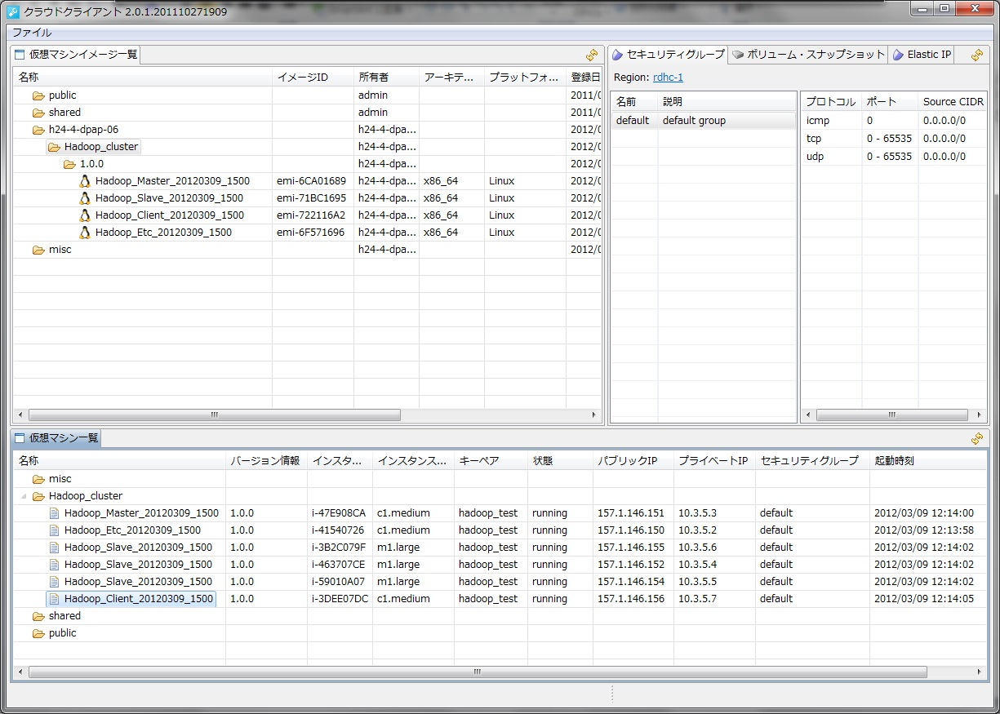 クラウドクライアント 2.0.1.201110271909
ファイル
仮想マシンイメージ一覧
名称 イメージID 所有者 アーキテ... プラットフォ... 登録日
public admin 2011/0
shared admin 2011/0
h24-4-dpap-06 h24-4-dpa... 2012/0
Hadoop_cluster h24-4-dpa... 2012/0
1.0.0 h24-4-dpa... 2012/0
Hadoop_Master_20120309_1500 emi-6CA01689 h24-4-dpa... x86_64 Linux 2012/0
Hadoop_Slave_20120309_1500 emi-71BC1695 h24-4-dpa... x86_64 Linux 2012/0
Hadoop_Client_20120309_1500 emi-722116A2 h24-4-dpa... x86_64 Linux 2012/0
Hadoop_Etc_20120309_1500 emi-6F571696 h24-4-dpa... x86_64 Linux 2012/0
misc h24-4-dpa... 2012/0
セキュリティグループ ボリューム・スナップショット Elastic IP
Region: rdhc-1
名前 説明
default default group
プロトコル ポート Source CIDR
icmp 0 0.0.0.0/0
tcp 0 - 65535 0.0.0.0/0
udp 0 - 65535 0.0.0.0/0
仮想マシン一覧
名称 バージョン情報 インスタ... インスタンス... キーペア 状態 パブリックIP プライベートIP セキュリティグループ 起動時刻
misc
Hadoop_cluster
Hadoop_Master_20120309_1500 1.0.0 i-47E908CA c1.medium hadoop_test running 157.1.146.151 10.3.5.3 default 2012/03/09 12:14:00
Hadoop_Etc_20120309_1500 1.0.0 i-41540726 c1.medium hadoop_test running 157.1.146.150 10.3.5.2 default 2012/03/09 12:13:58
Hadoop_Slave_20120309_1500 1.0.0 i-3B2C079F m1.large hadoop_test running 157.1.146.155 10.3.5.6 default 2012/03/09 12:14:02
Hadoop_Slave_20120309_1500 1.0.0 i-463707CE m1.large hadoop_test running 157.1.146.152 10.3.5.4 default 2012/03/09 12:14:02
Hadoop_Slave_20120309_1500 1.0.0 i-59010A07 m1.large hadoop_test running 157.1.146.154 10.3.5.5 default 2012/03/09 12:14:02
Hadoop_Client_20120309_1500 1.0.0 i-3DEE07DC c1.medium hadoop_test running 157.1.146.156 10.3.5.7 default 2012/03/09 12:14:05
shared
public